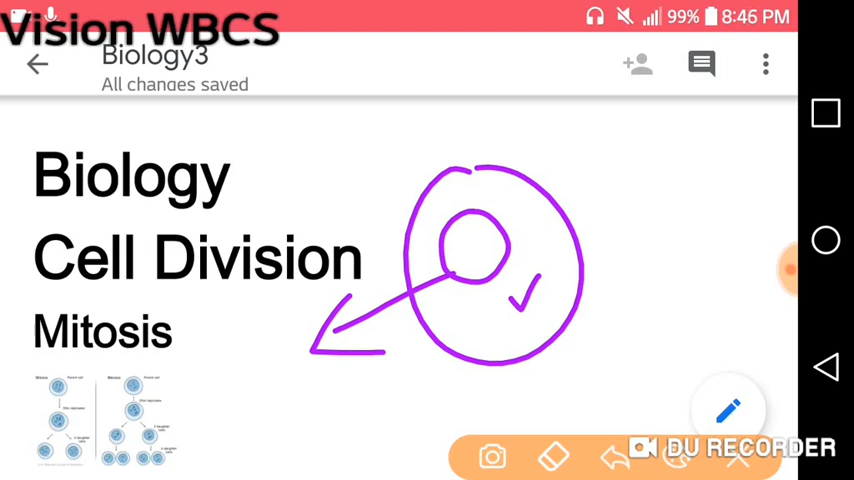 Vision WBCS
99% 8:46 PM
Biology3
All changes saved
Biology
Cell Division
Mitosis
DU RECORDER